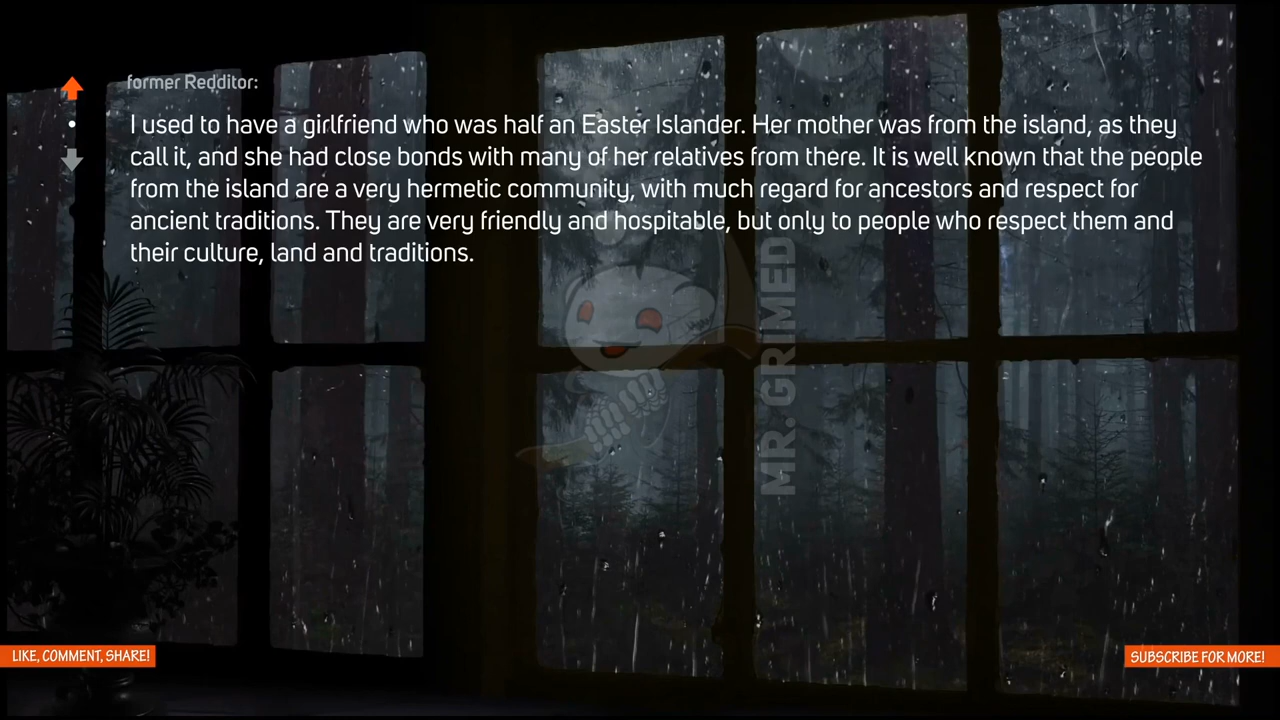 former Redditor:
I used to have a girlfriend who was half an Easter Islander. Her mother was from the island, as they
call it, and she had close bonds with many of her relatives from there. It is well known that the people
from the island are a very hermetic community, with much regard for ancestors and respect for
ancient traditions. They are very friendly and hospitable, but only to people who respect them and
their culture, land and traditions.
MR. GRIMED
LIKE, COMMENT, SHARE!
SUBSCRIBE FOR MORE!